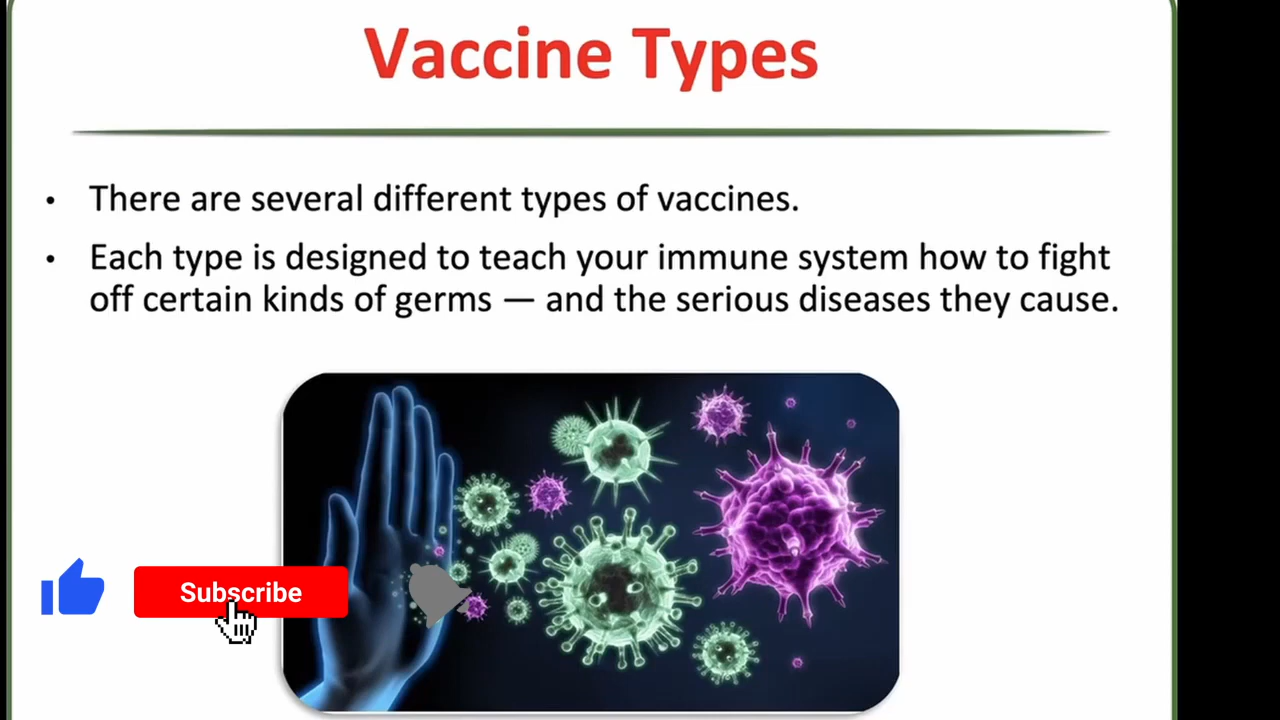 Vaccine Types
• There are several different types of vaccines.
• Each type is designed to teach your immune system how to fight
off certain kinds of germs — and the serious diseases they cause.
Subscribe